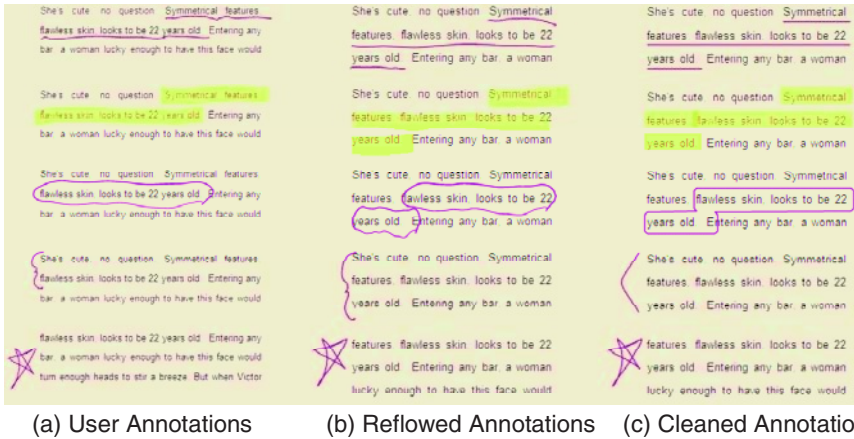 She's cute. no question Symmetrical features.
flawless skin. looks to be 22 years old. Entering any
bar. a woman lucky enough to have this face would
She's cute. no question Symmetrical features.
flawless skin. looks to be 22 years old. Entering any
bar. a woman lucky enough to have this face would
She's cute. no question Symmetrical features.
flawless skin. looks to be 22 years old. Entering any
bar. a woman lucky enough to have this face would
She's cute. no question Symmetrical features.
flawless skin. looks to be 22 years old. Entering any
bar. a woman lucky enough to have this face would
flawless skin. looks to be 22 years old. Entering any
bar. a woman lucky enough to have this face would
turn enough heads to stir a breeze. But when Victor
(a) User Annotations
She's cute. no question Symmetrical
features. flawless skin. looks to be 22
years old. Entering any bar. a woman
She's cute. no question Symmetrical
features. flawless skin. looks to be 22
years old. Entering any bar. a woman
She's cute. no question Symmetrical
features. flawless skin. looks to be 22
years old. Entering any bar. a woman
She's cute. no question Symmetrical
features. flawless skin. looks to be 22
years old. Entering any bar. a woman
features. flawless skin. looks to be 22
years old. Entering any bar. a woman
lucky enough to have this face would
(b) Reflowed Annotations
She's cute. no question Symmetrical
features. flawless skin. looks to be 22
years old. Entering any bar. a woman
She's cute. no question Symmetrical
features. flawless skin. looks to be 22
years old. Entering any bar. a woman
She's cute. no question Symmetrical
features. flawless skin. looks to be 22
years old. Entering any bar. a woman
She's cute. no question Symmetrical
features. flawless skin. looks to be 22
years old. Entering any bar. a woman
features. flawless skin. looks to be 22
years old. Entering any bar. a woman
lucky enough to have this face would
(c) Cleaned Annotatio